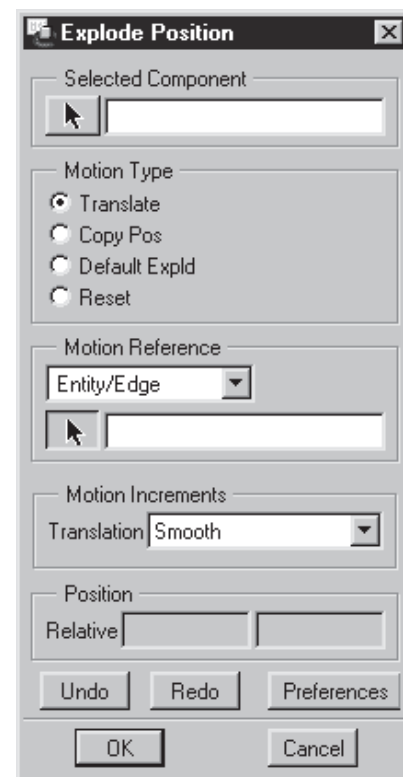 Explode Position
Selected Component
Motion Type
Translate
Copy Pos
Default Expld
Reset
Motion Reference
Entity/Edge
Motion Increments
Translation Smooth
Position
Relative
Undo Redo Preferences
OK Cancel